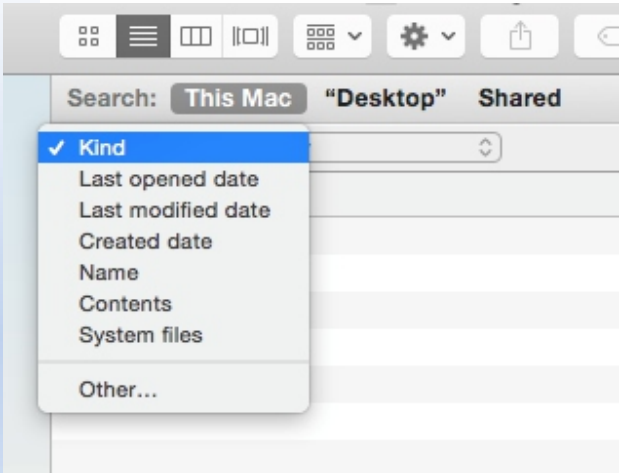 Search: This Mac “Desktop” Shared
✓ Kind
Last opened date
Last modified date
Created date
Name
Contents
System files
Other...